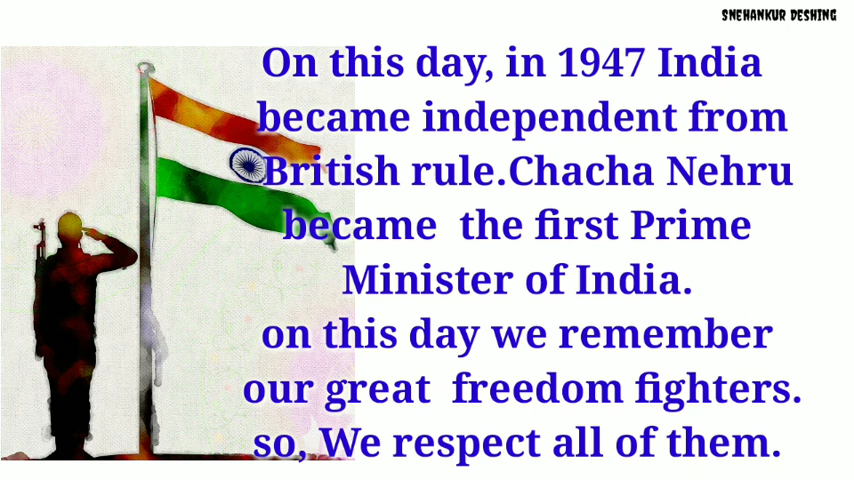 SNEHANKUR DESHING
On this day, in 1947 India
became independent from
British rule.Chacha Nehru
became the first Prime
Minister of India.
on this day we remember
our great freedom fighters.
so, We respect all of them.